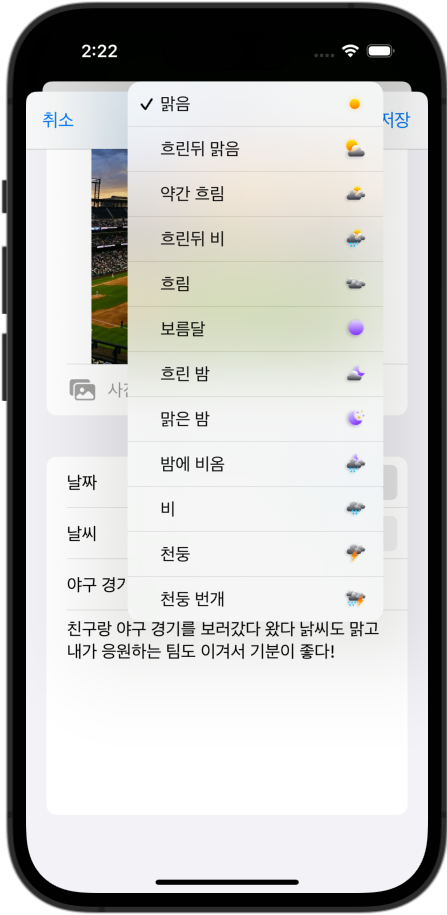 2:22
취소
저장
맑음
흐린뒤 맑음
약간 흐림
흐린뒤 비
흐림
보름달
흐린 밤
맑은 밤
밤에 비옴
비
천둥
천둥 번개
날짜
날씨
야구 경기
친구랑 야구 경기를 보러갔다 왔다 낡씨도 맑고
내가 응원하는 팀도 이겨서 기분이 좋다!